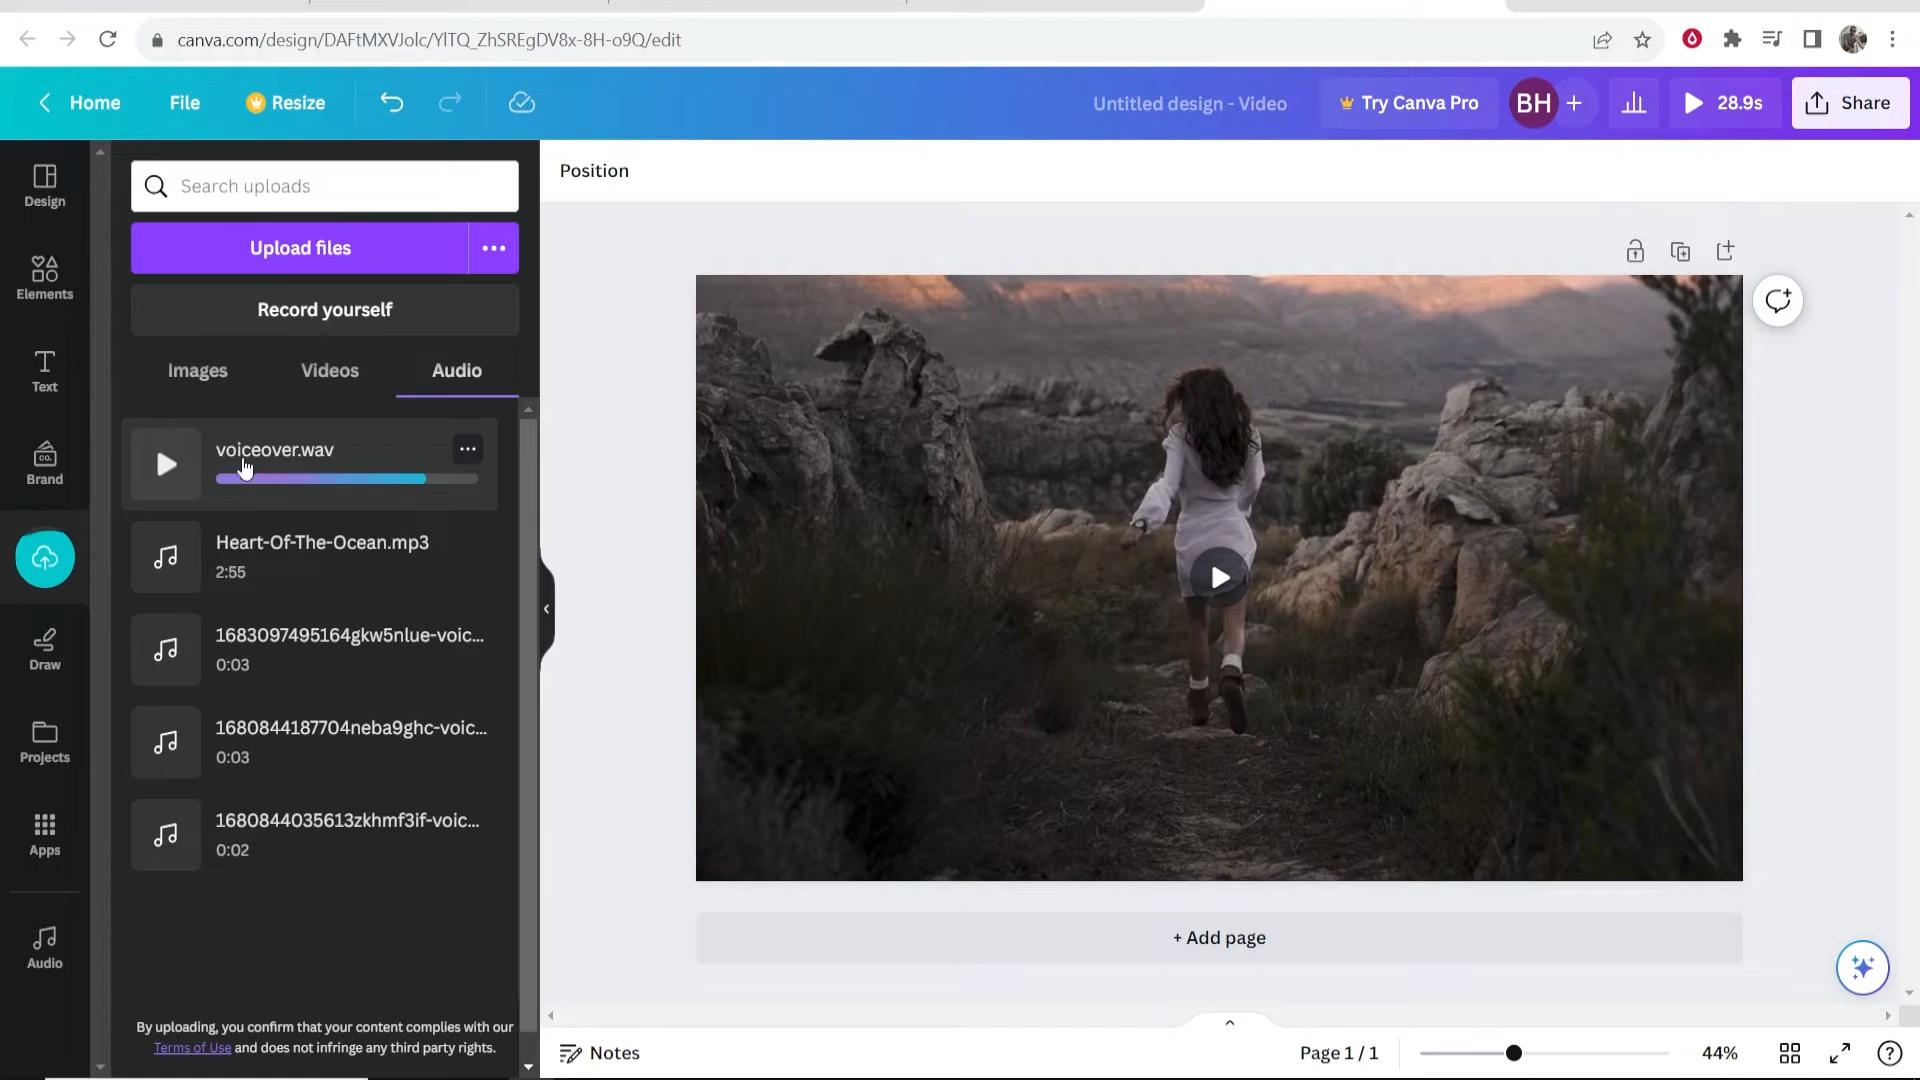 canva.com/design/DAFtMXVJolc/YlTQ_ZhSREgDV8x-8H-o9Q/edit
Home
File
Resize
Untitled design - Video
Try Canva Pro
BH
28.9s
Share
Design
Elements
Text
CO.
Brand
Draw
Projects
Apps
Audio
Search uploads
Upload files
Record yourself
Images
Videos
Audio
voiceover.wav
Heart-Of-The-Ocean.mp3
2:55
1683097495164gkw5nlue-voic...
0:03
1680844187704neba9ghc-voic...
0:03
1680844035613zkhmf3if-voic...
0:02
By uploading, you confirm that your content complies with our
Terms of Use and does not infringe any third party rights.
Position
+ Add page
Notes
Page 1 / 1
44%